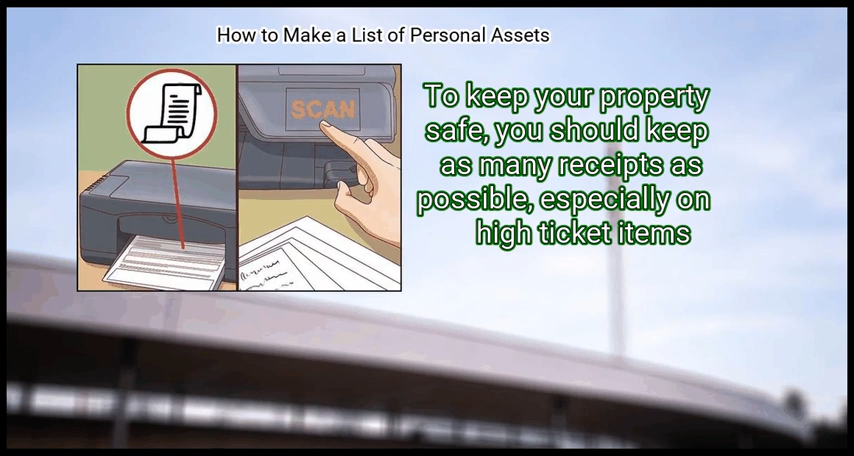 How to Make a List of Personal Assets
SCAN
To keep your property
safe, you should keep
as many receipts as
possible, especially on
high ticket items